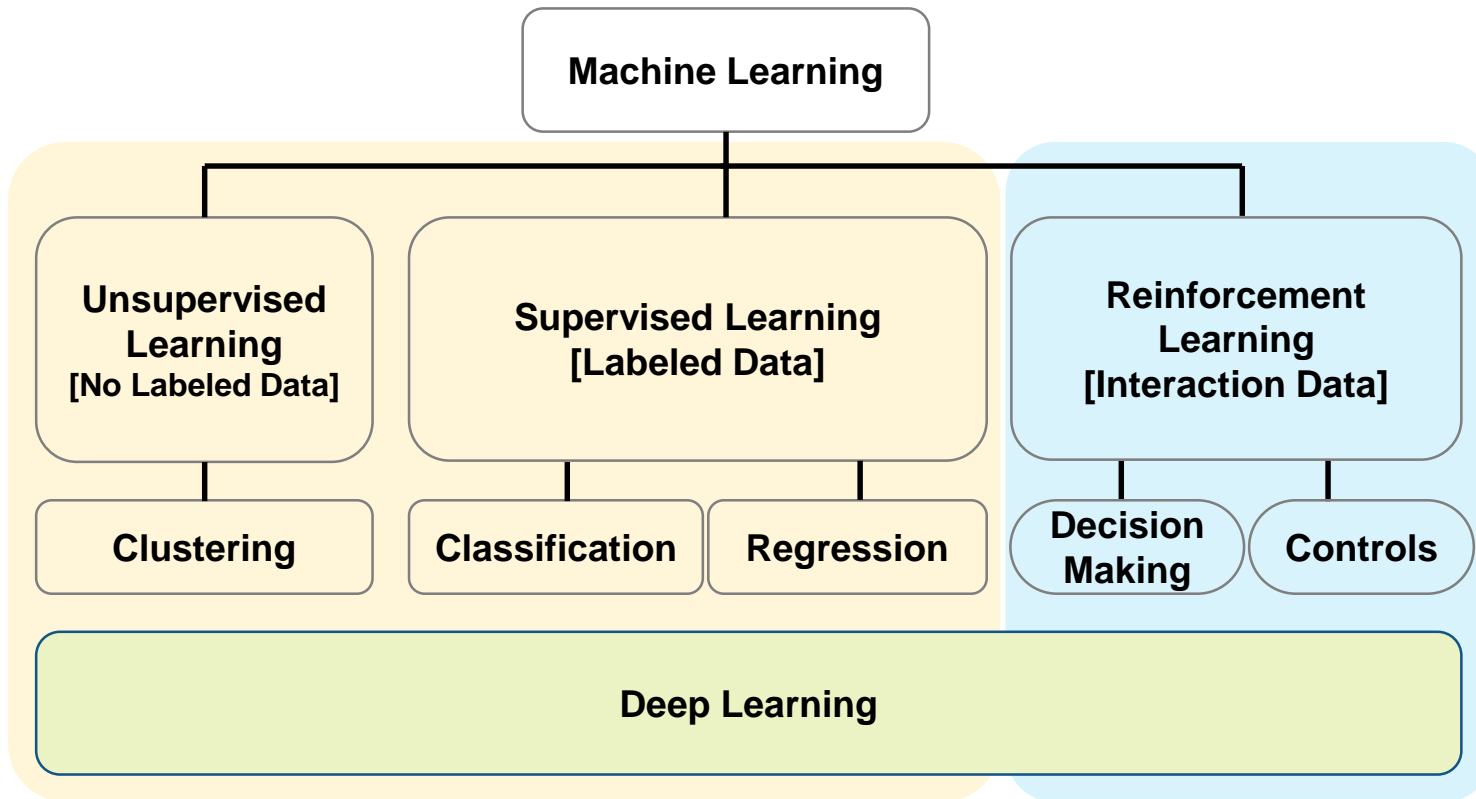 Machine Learning
Unsupervised
Learning
[No Labeled Data]
Supervised Learning
[Labeled Data]
Reinforcement
Learning
[Interaction Data]
Clustering
Classification
Regression
Decision
Making
Controls
Deep Learning